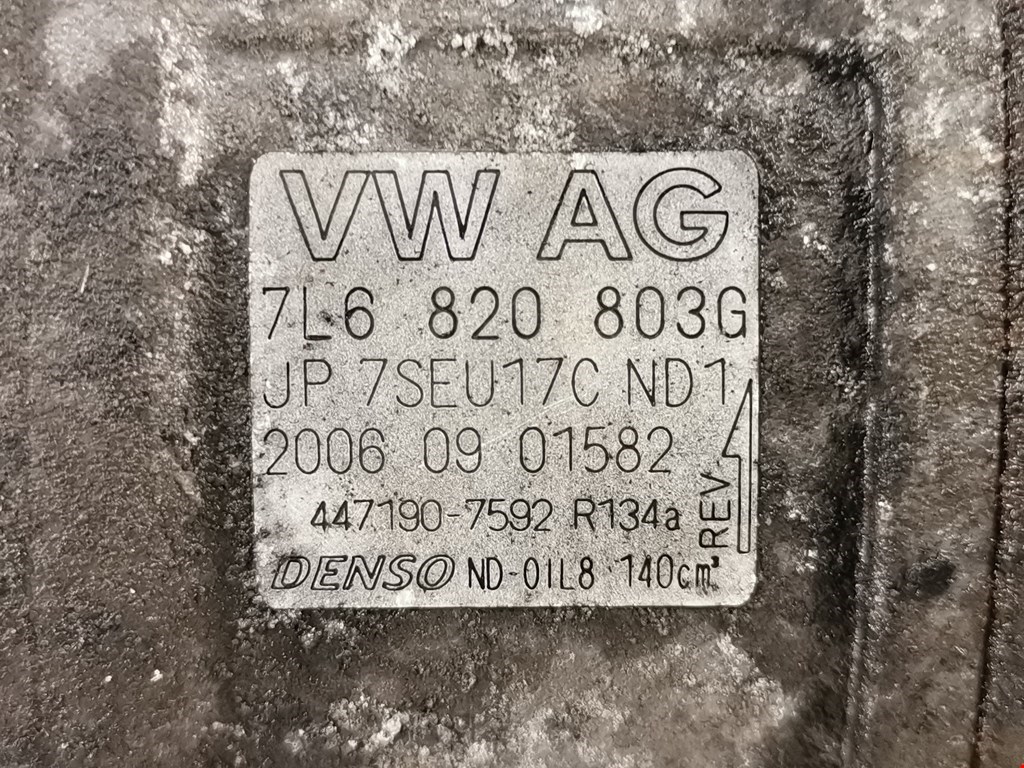 VW AG
7L6 820 803G
JP 7SEU17C ND1
2006 09 01582
447190-7592 R134a
DENSO ND-OIL8 140cm³
REV